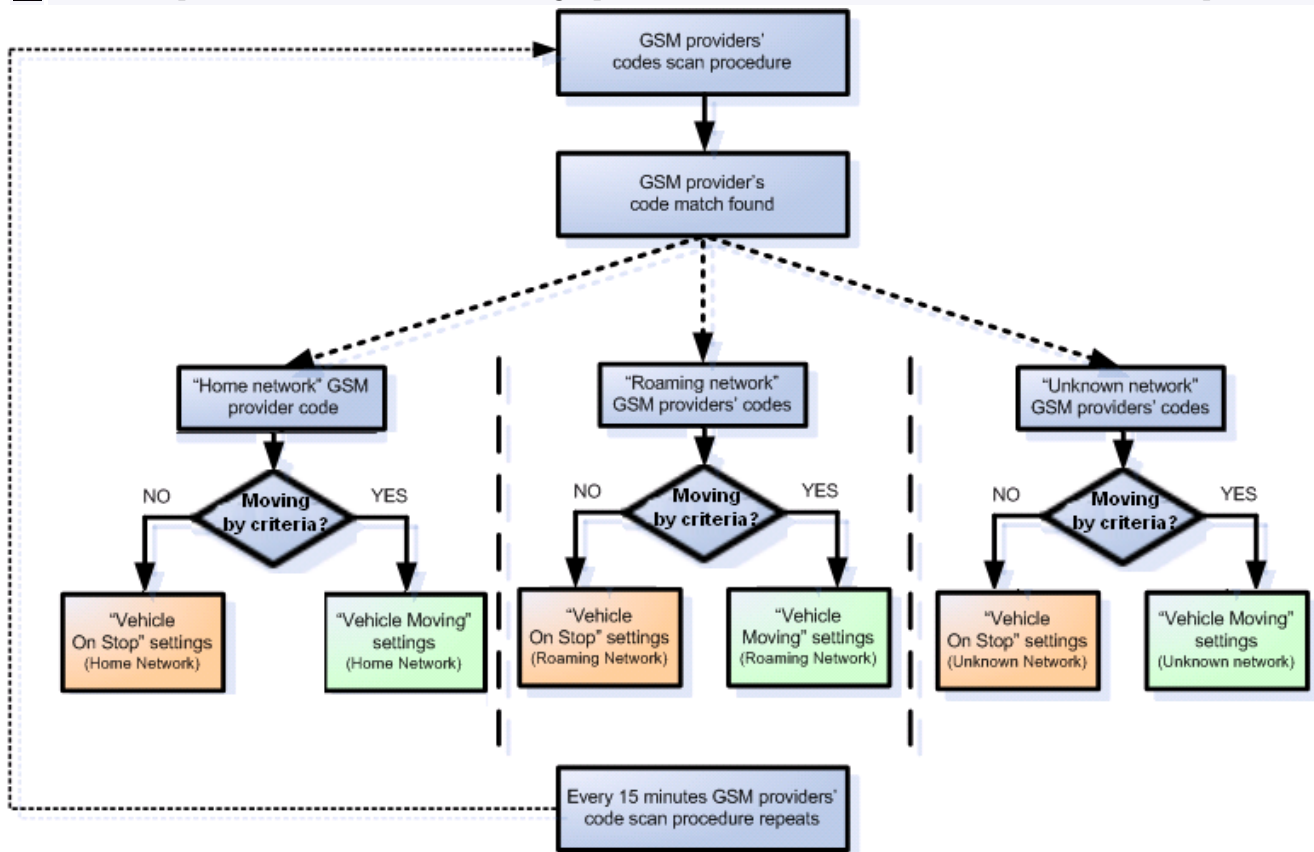 GSM providers'
codes scan procedure
GSM provider's
code match found
"Home network" GSM
provider code
"Roaming network"
GSM providers' codes
"Unknown network"
GSM providers' codes
NO
Moving
by criteria?
YES
NO
Moving
by criteria?
YES
NO
Moving
by criteria?
YES
"Vehicle
On Stop" settings
(Home Network)
"Vehicle Moving"
settings
(Home Network)
"Vehicle
On Stop" settings
(Roaming Network)
"Vehicle
Moving" settings
(Roaming Network)
"Vehicle
On Stop" settings
(Unknown Network)
"Vehicle Moving"
settings
(Unknown network)
Every 15 minutes GSM providers'
code scan procedure repeats